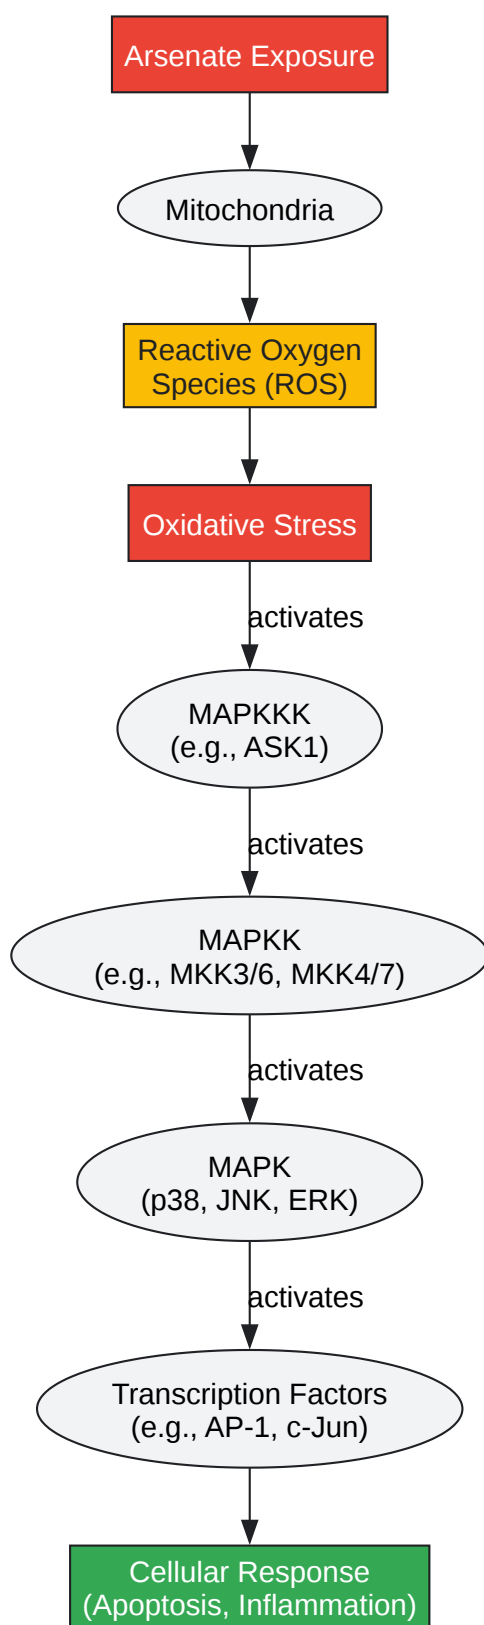 Arsenate Exposure
Mitochondria
Reactive Oxygen
Species (ROS)
Oxidative Stress
activates
MAPKKK
(e.g., ASK1)
activates
MAPKK
(e.g., MKK3/6, MKK4/7)
activates
MAPK
(p38, JNK, ERK)
activates
Transcription Factors
(e.g., AP-1, c-Jun)
Cellular Response
(Apoptosis, Inflammation)